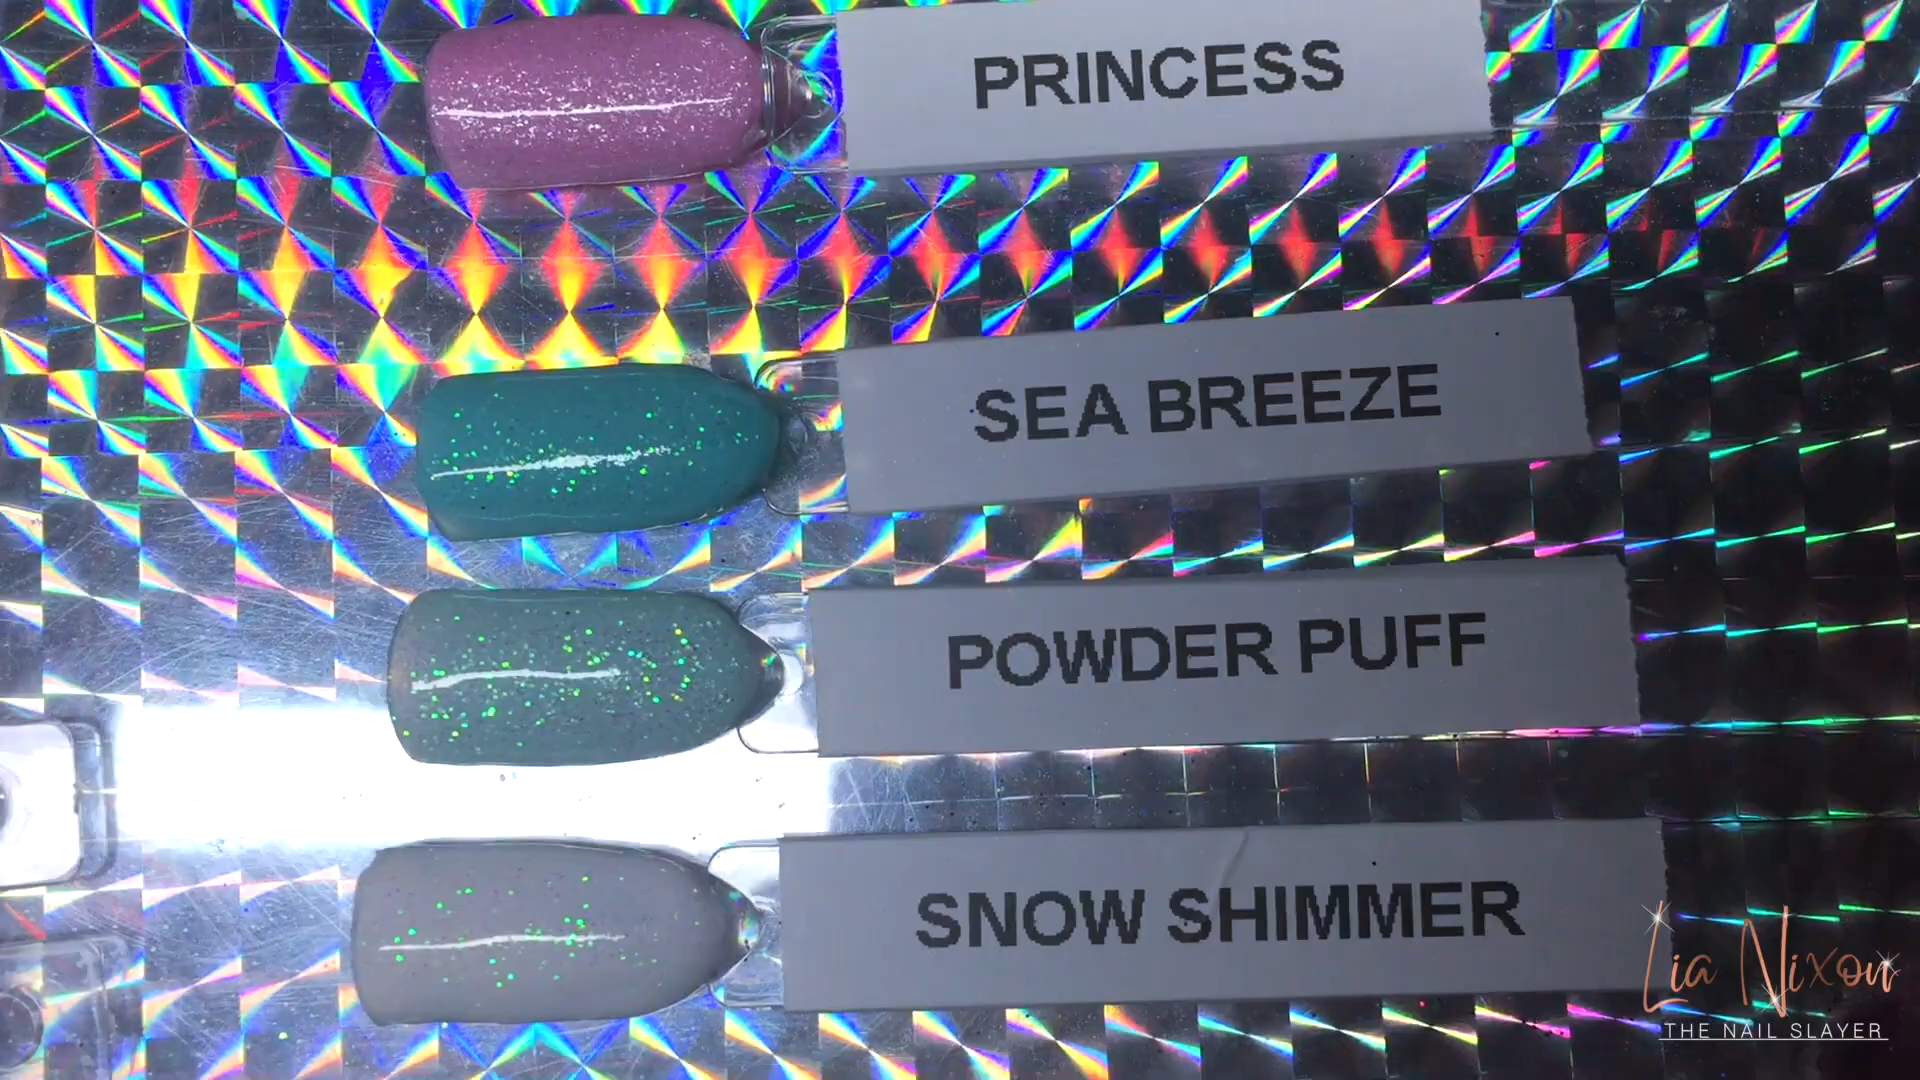 PRINCESS
SEA BREEZE
POWDER PUFF
SNOW SHIMMER
Lia Nixon
THE NAIL SLAYER